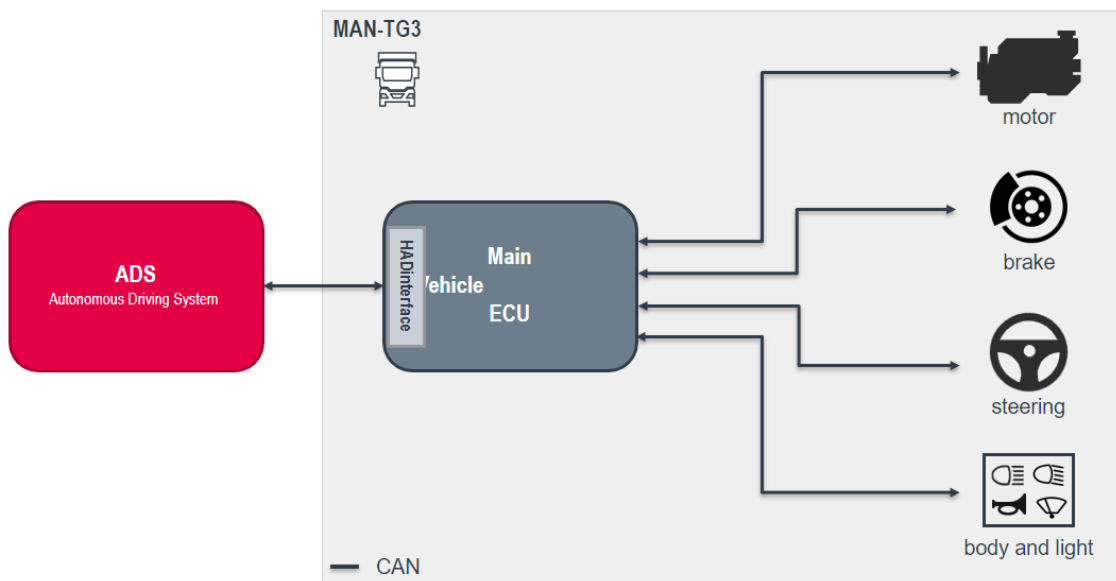 MAN-TG3
motor
brake
ADS
Autonomous Driving System
HADinterface
Main
Vehicle
ECU
steering
body and light
CAN